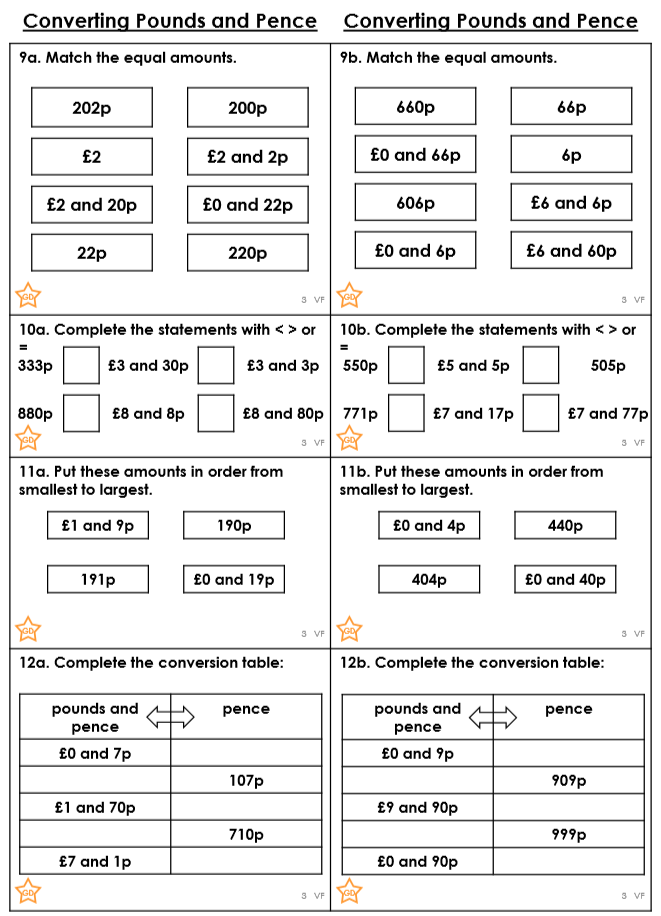 Converting Pounds and Pence
9a. Match the equal amounts.
202p 200p
£2 £2 and 2p
£2 and 20p £0 and 22p
22p 220p
GD
3 VF
10a. Complete the statements with < > or
=
333p £3 and 30p £3 and 3p
880p £8 and 8p £8 and 80p
GD
3 VF
11a. Put these amounts in order from
smallest to largest.
£1 and 9p 190p
191p £0 and 19p
GD
3 VF
12a. Complete the conversion table:
pounds and pence
pence
£0 and 7p
107p
£1 and 70p
710p
£7 and 1p
GD
3 VF
Converting Pounds and Pence
9b. Match the equal amounts.
660p 66p
£0 and 66p 6p
606p £6 and 6p
£0 and 6p £6 and 60p
GD
3 VF
10b. Complete the statements with < > or
=
550p £5 and 5p 505p
771p £7 and 17p £7 and 77p
GD
3 VF
11b. Put these amounts in order from
smallest to largest.
£0 and 4p 440p
404p £0 and 40p
GD
3 VF
12b. Complete the conversion table:
pounds and pence
pence
£0 and 9p
909p
£9 and 90p
999p
£0 and 90p
GD
3 VF